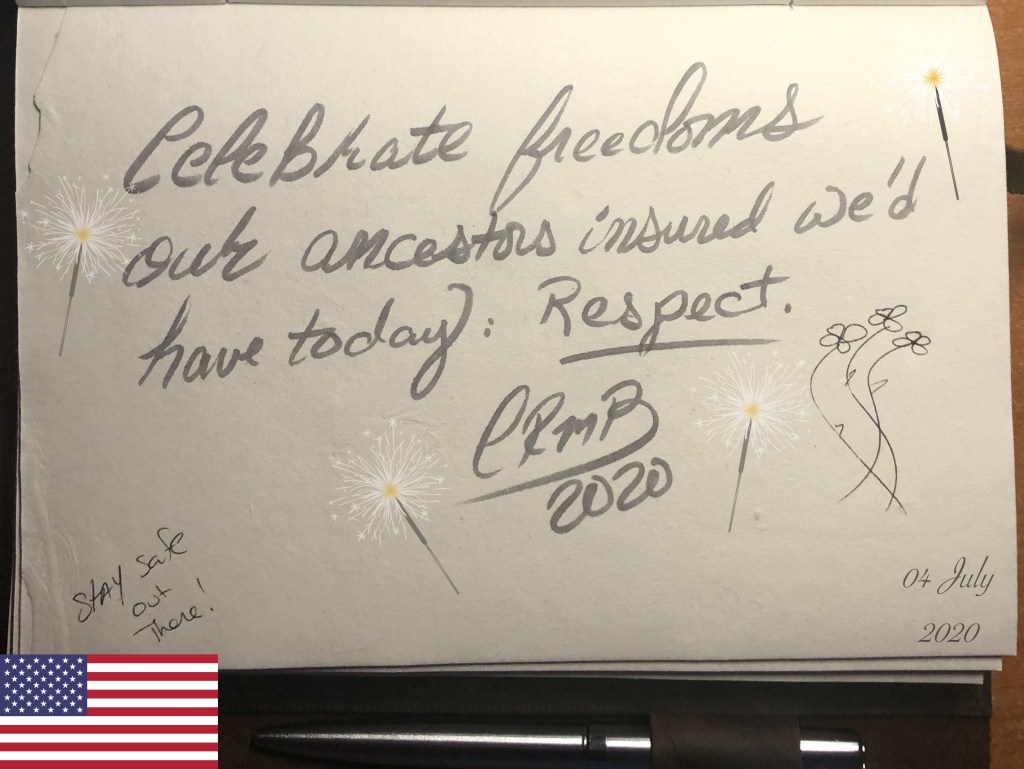 Celebrate freedoms
our ancestors insured we'd
have today: Respect.
CRMB
2020
Stay safe
out
There!
04 July
2020